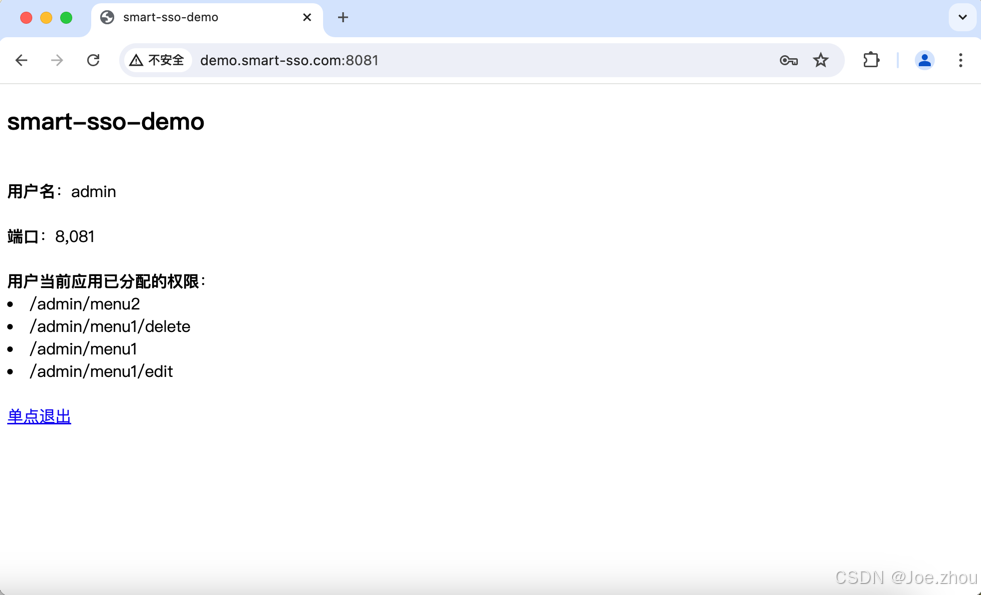 smart-sso-demo
不安全
demo.smart-sso.com:8081
smart-sso-demo
用户名：admin
端口：8,081
用户当前应用已分配的权限：
• /admin/menu2
• /admin/menu1/delete
• /admin/menu1
• /admin/menu1/edit
单点退出
CSDN @Joe.zhou